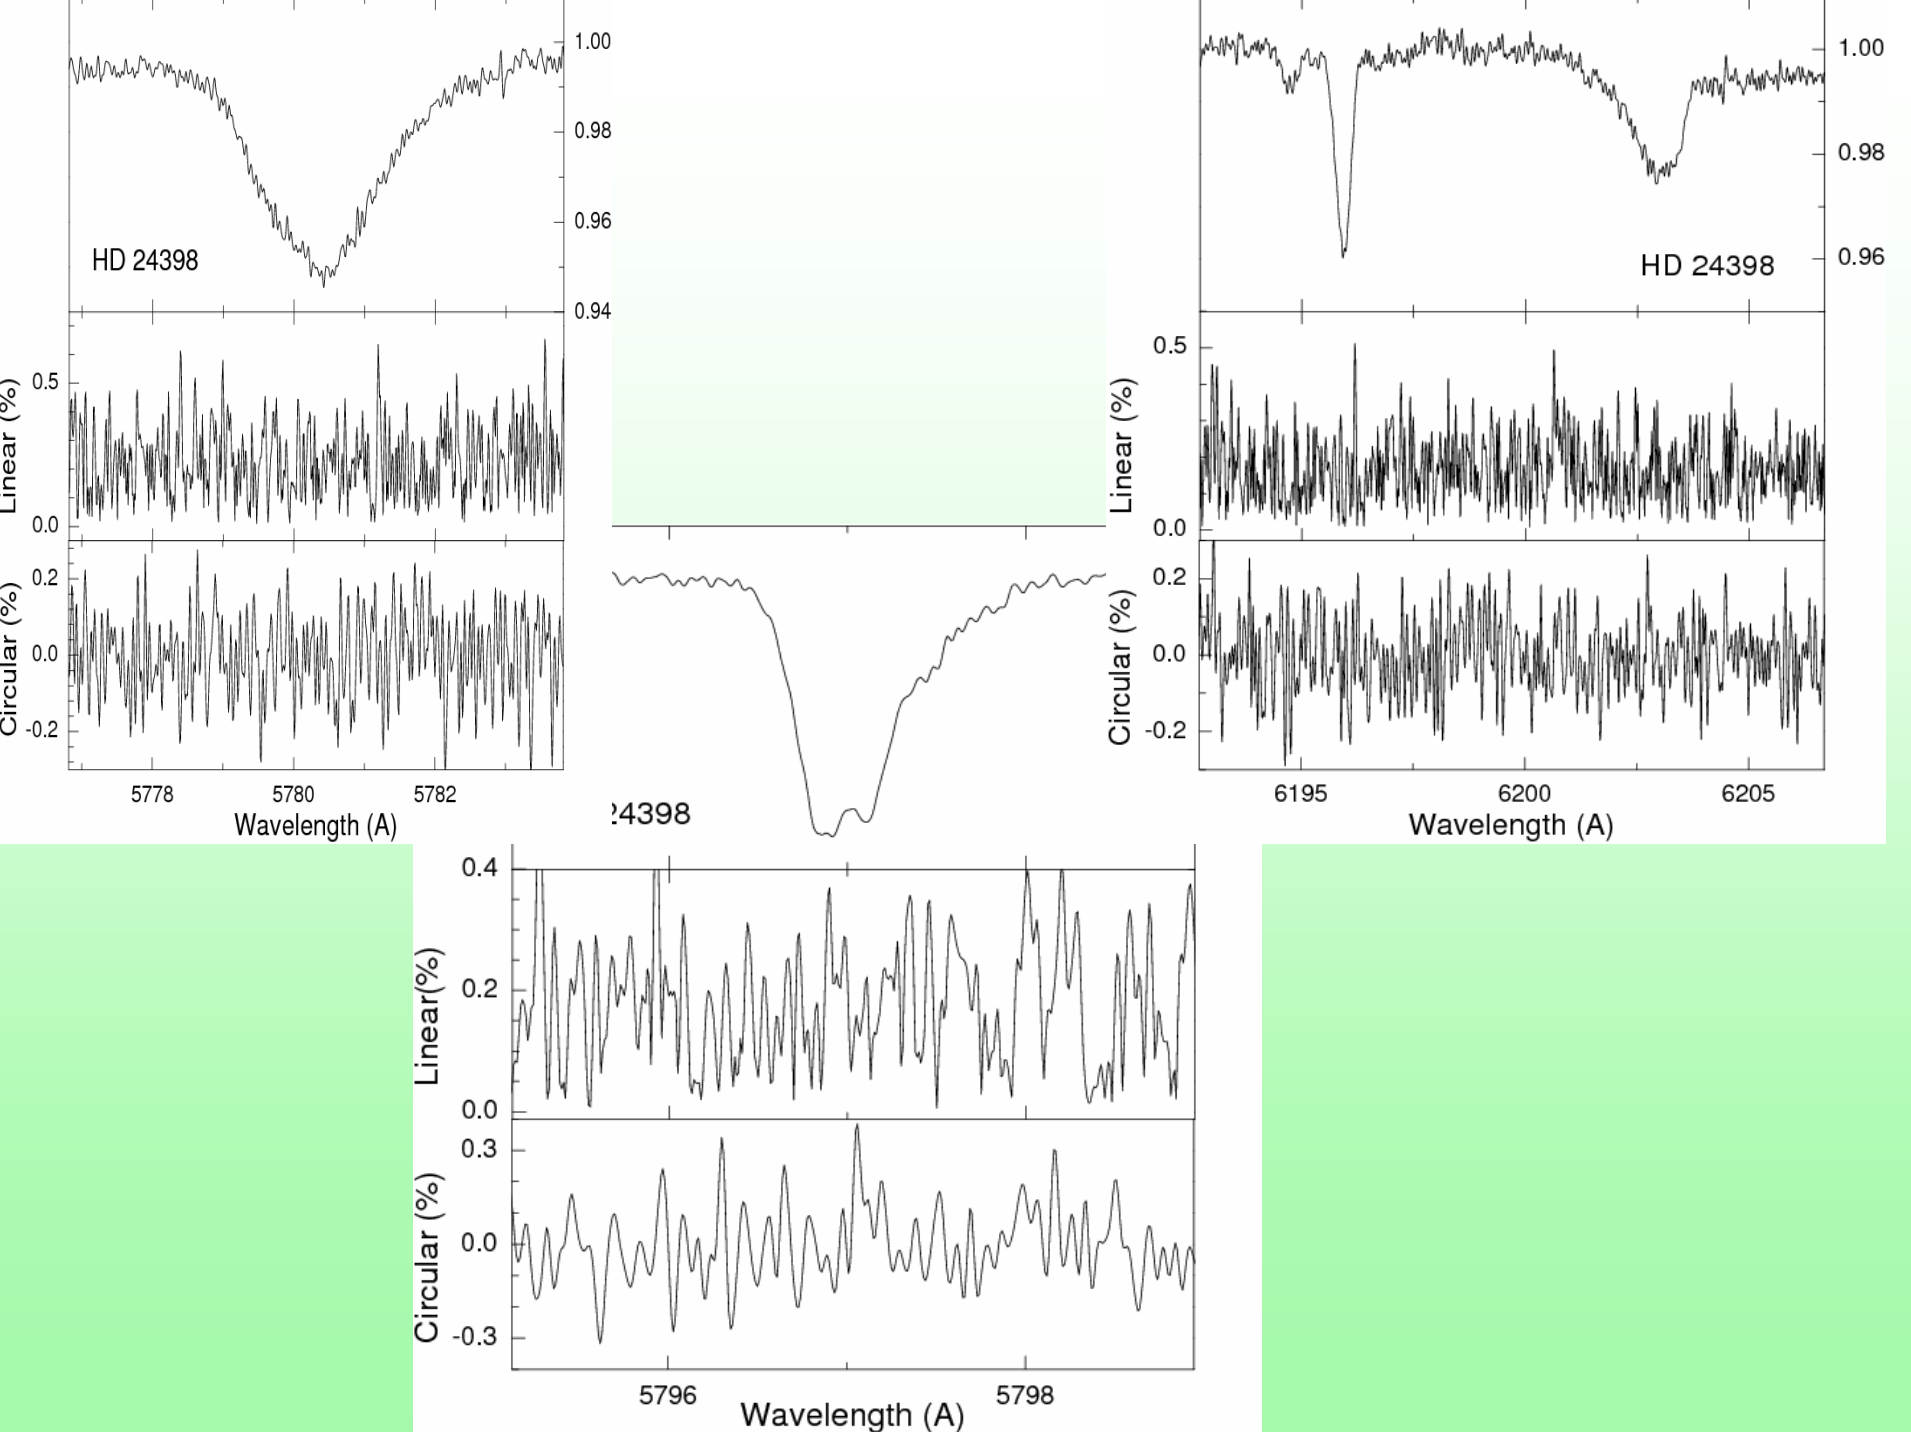 1.00
0.98
0.96
0.94
HD 24398
Linear (%)
0.5
0.0
Circular (%)
0.2
0.0
-0.2
5778 5780 5782
Wavelength (A)
1.00
0.98
0.96
HD 24398
Linear (%)
0.5
0.0
Circular (%)
0.2
0.0
-0.2
6195 6200 6205
Wavelength (A)
24398
Linear(%)
0.4
0.2
0.0
Circular (%)
0.3
0.0
-0.3
5796 5798
Wavelength (A)